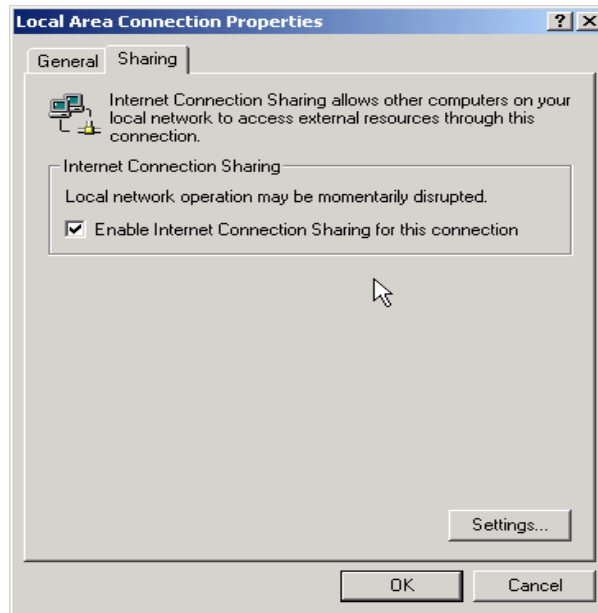 Local Area Connection Properties
General Sharing
Internet Connection Sharing allows other computers on your
local network to access external resources through this
connection.
Internet Connection Sharing
Local network operation may be momentarily disrupted.
Enable Internet Connection Sharing for this connection
Settings...
OK Cancel